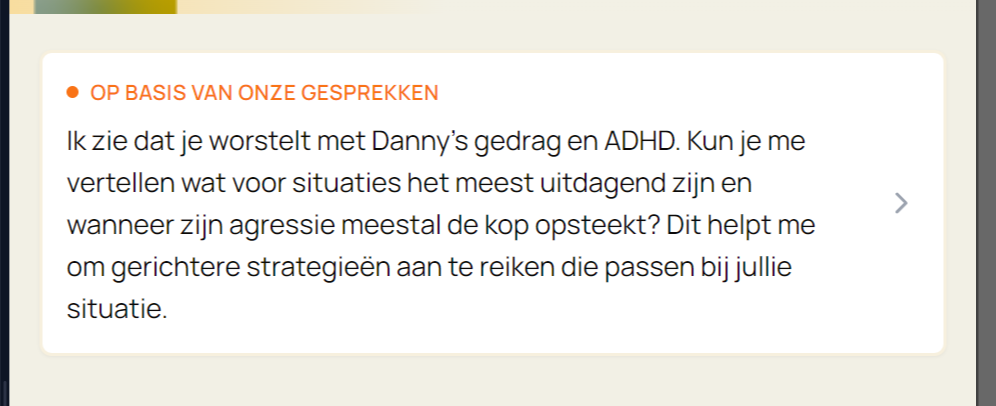 OP BASIS VAN ONZE GESPREKKEN
Ik zie dat je worstelt met Danny’s gedrag en ADHD. Kun je me
vertellen wat voor situaties het meest uitdagend zijn en
wanneer zijn agressie meestal de kop opsteekt? Dit helpt me
om gerichtere strategieën aan te reiken die passen bij jullie
situatie.